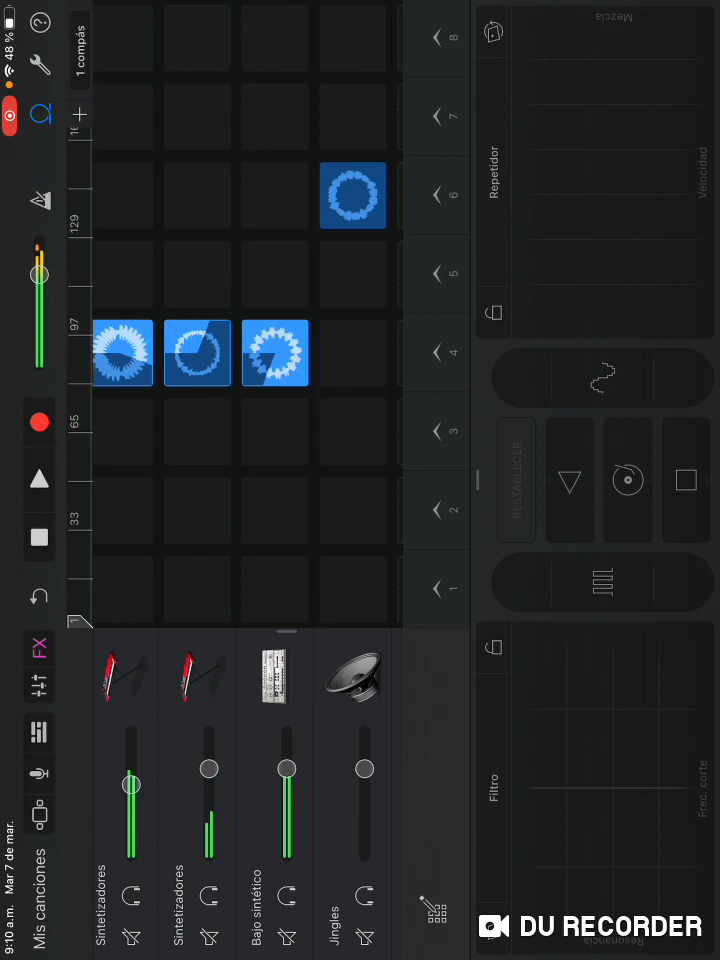 9:10 a.m. Mar 7 de mar.
48 %
Mis canciones
FX
1
33
65
97
129
16
+
1 compás
Sintetizadores
Sintetizadores
Bajo sintético
Jingles
1
2
3
4
5
6
7
8
Filtro
Frec. corte
Resonancia
RESTABLECER
Repetidor
Velocidad
Mezcla
DU RECORDER